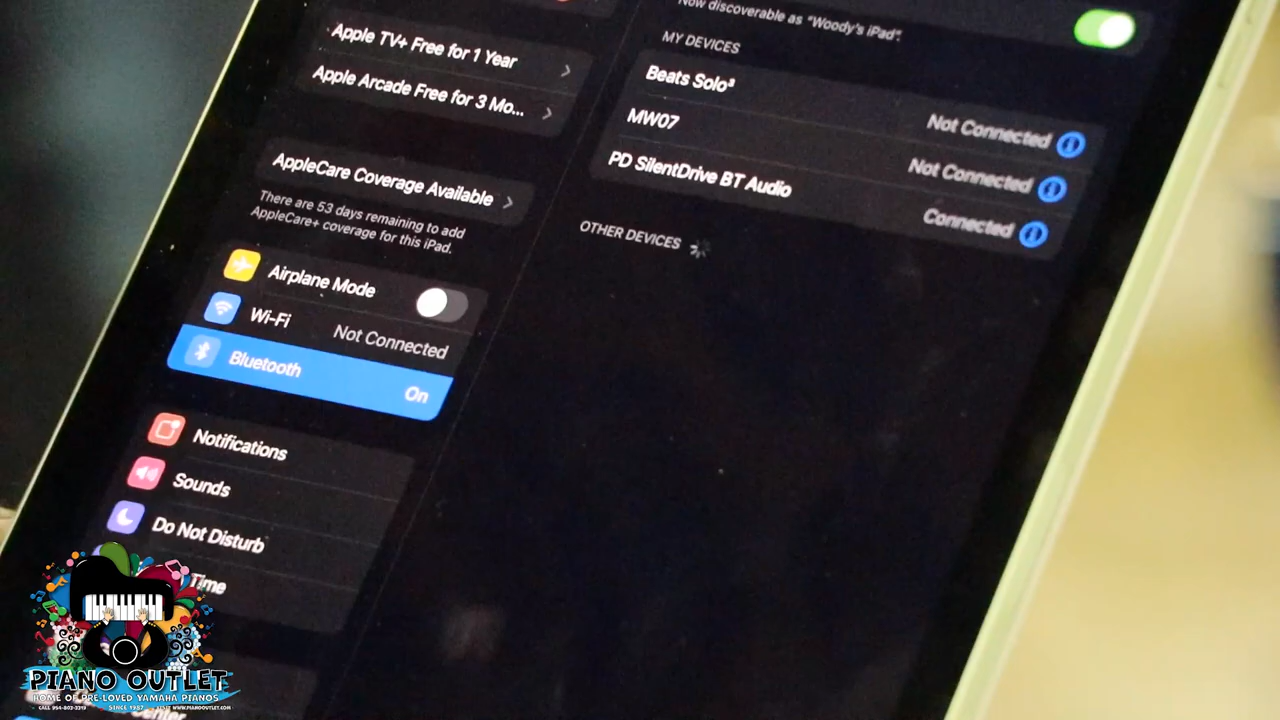 Now discoverable as "Woody's iPad".
Apple TV+ Free for 1 Year
Apple Arcade Free for 3 Mo...
AppleCare Coverage Available
There are 53 days remaining to add
AppleCare+ coverage for this iPad.
Airplane Mode
Wi-Fi Not Connected
Bluetooth On
Notifications
Sounds
Do Not Disturb
Time
MY DEVICES
Beats Solo³ Not Connected
MW07 Not Connected
PD SilentDrive BT Audio Connected
OTHER DEVICES
PIANO OUTLET
HOME OF PRE-LOVED YAMAHA PIANOS
SINCE 1987